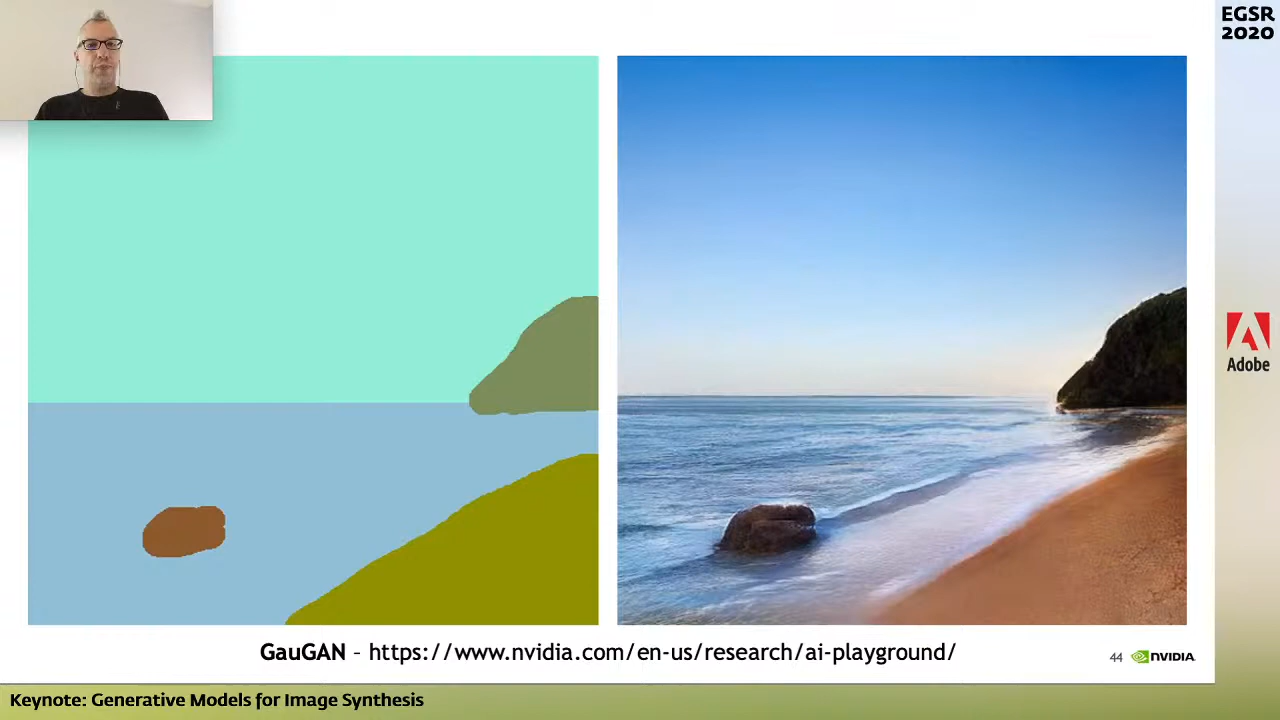 EGSR
2020
Adobe
GauGAN – https://www.nvidia.com/en-us/research/ai-playground/
44 NVIDIA
Keynote: Generative Models for Image Synthesis